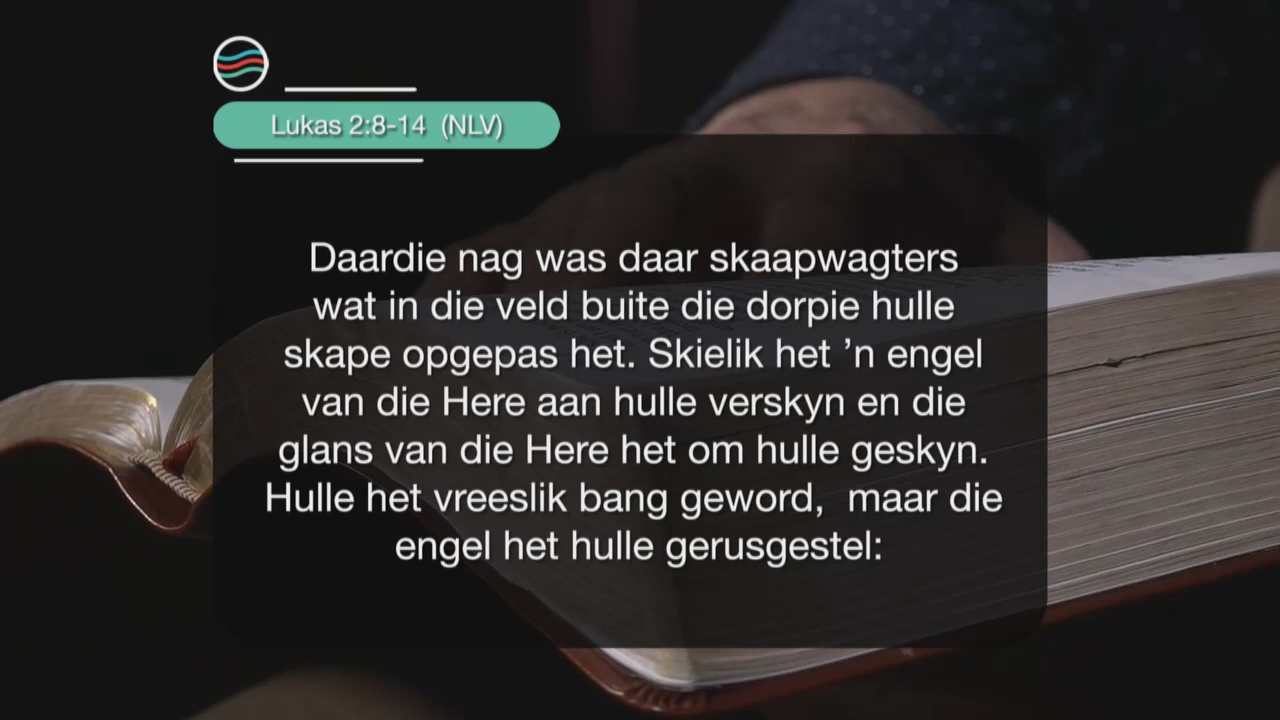 Lukas 2:8-14 (NLV)
Daardie nag was daar skaapwagters
wat in die veld buite die dorpie hulle
skape opgepas het. Skielik het ’n engel
van die Here aan hulle verskyn en die
glans van die Here het om hulle geskyn.
Hulle het vreeslik bang geword,  maar die
engel het hulle gerusgestel: